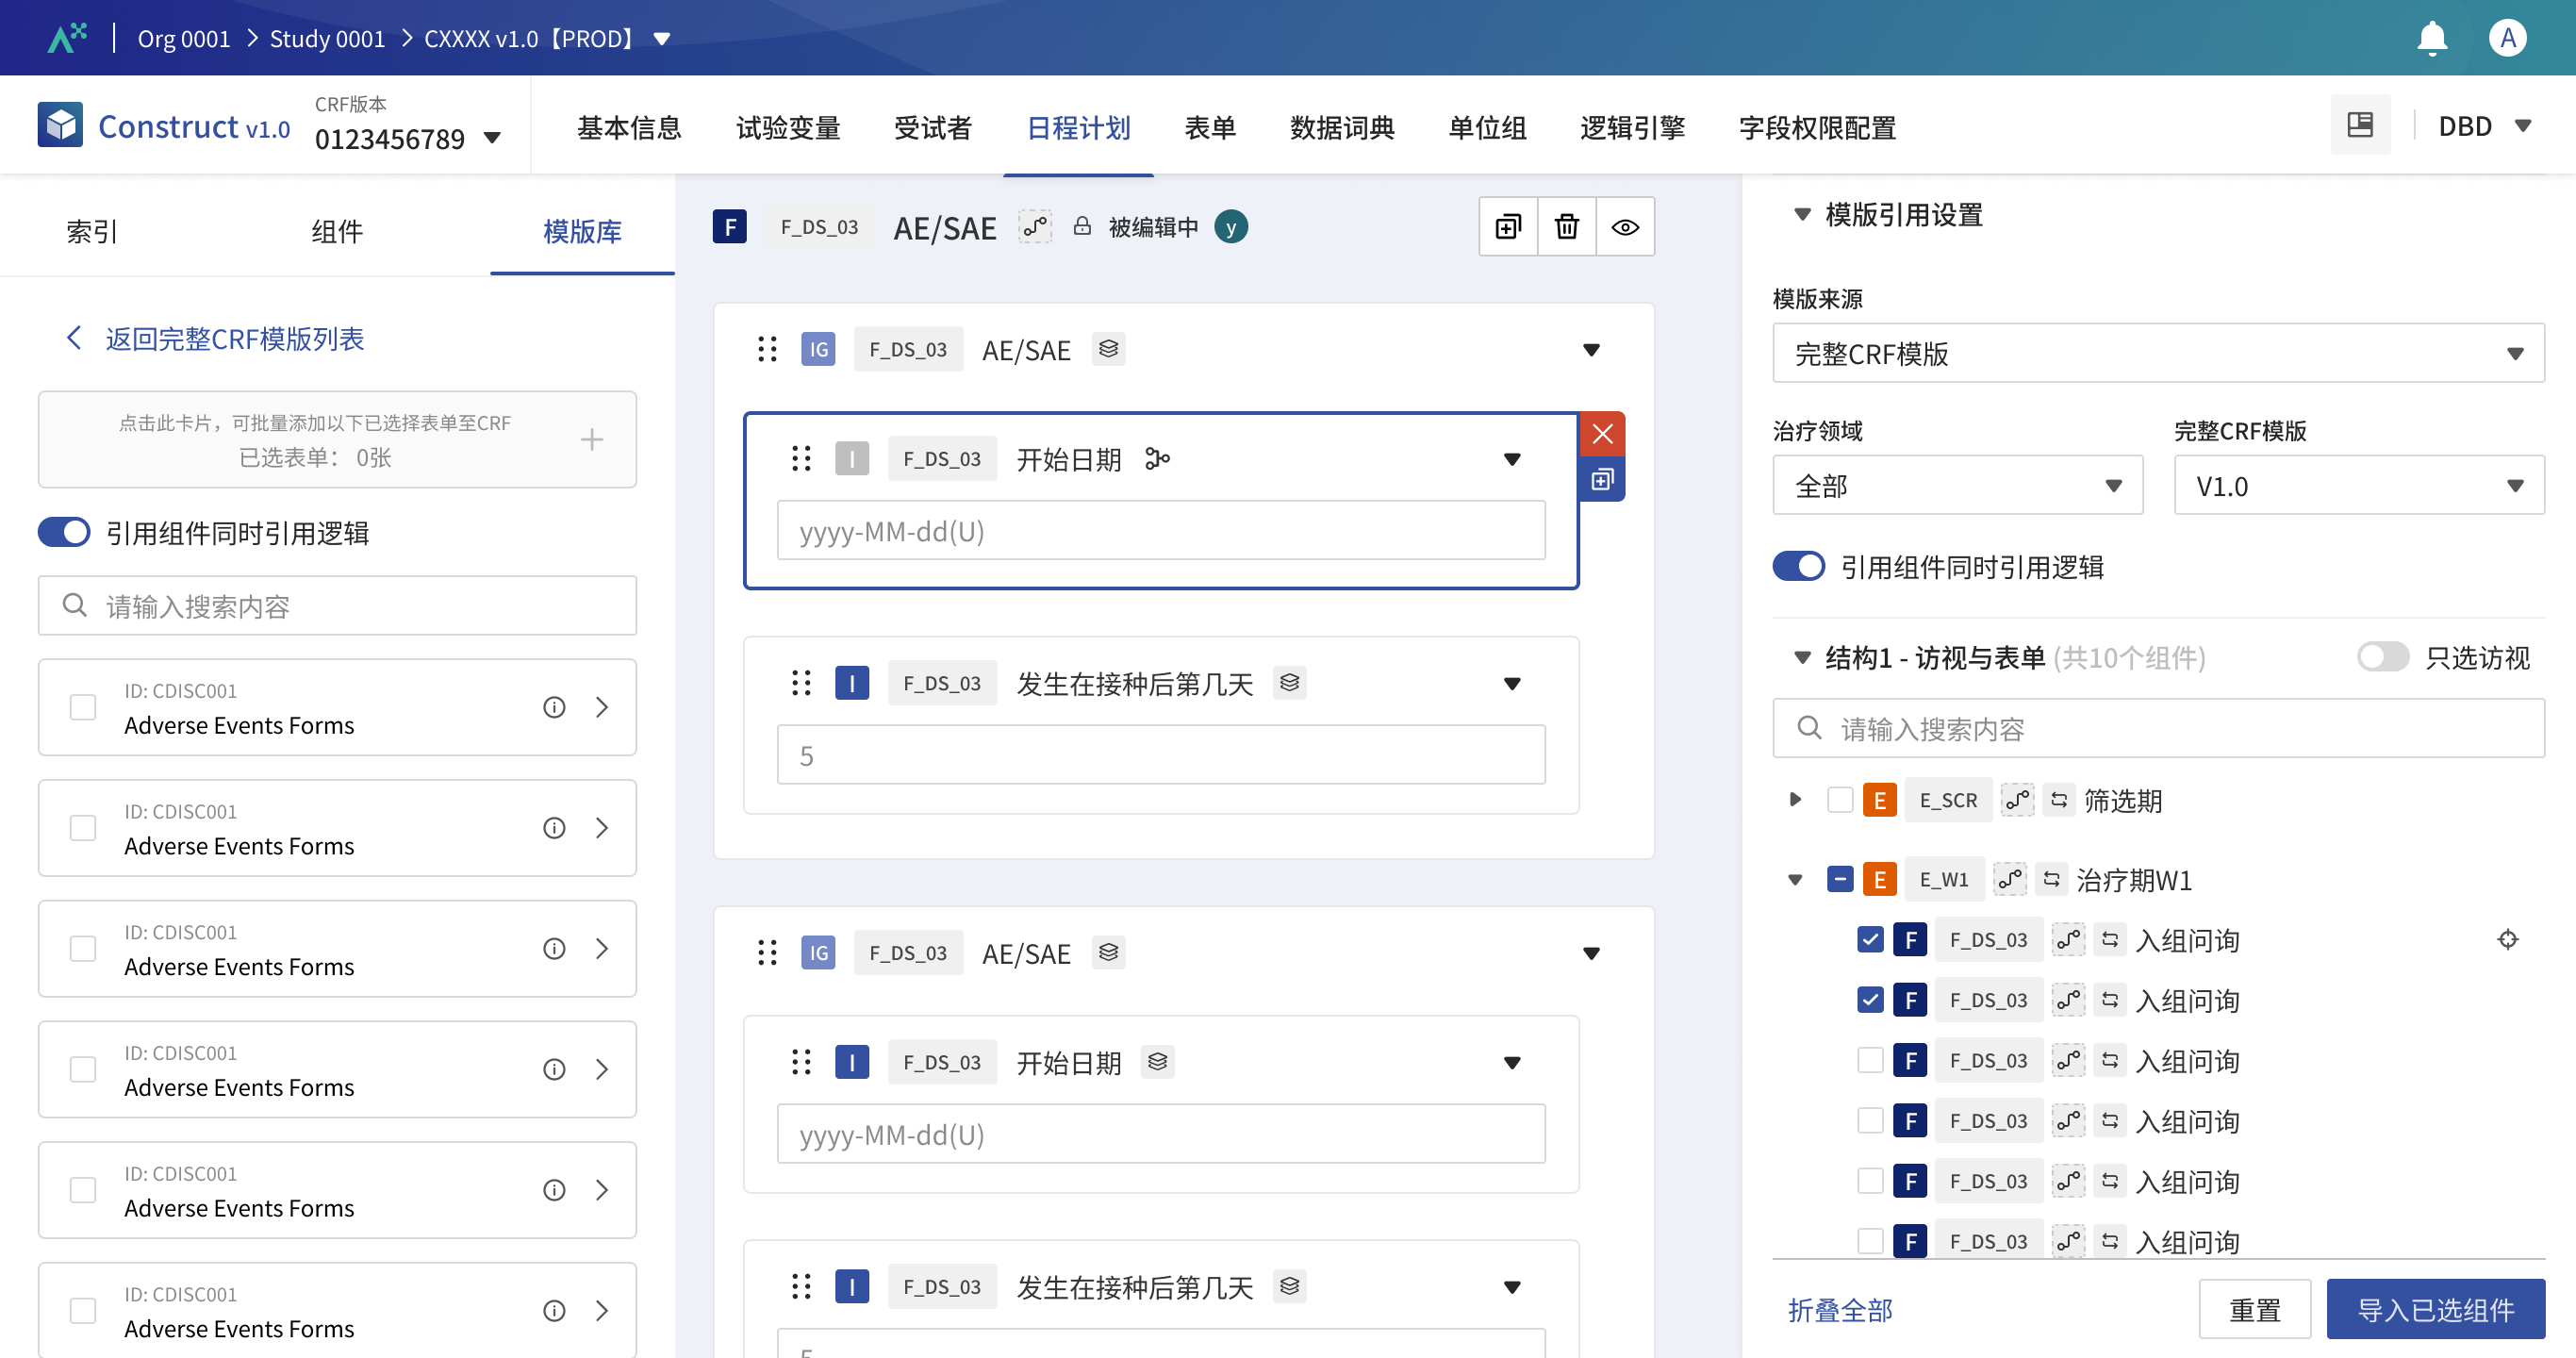 Org 0001 > Study 0001 > CXXXX v1.0【PROD】
A
Construct v1.0
CRF版本
0123456789
基本信息
试验变量
受试者
日程计划
表单
数据词典
单位组
逻辑引擎
字段权限配置
DBD
索引
组件
模版库
返回完整CRF模版列表
点击此卡片，可批量添加以下已选择表单至CRF
已选表单： 0张
引用组件同时引用逻辑
请输入搜索内容
ID: CDISC001
Adverse Events Forms
ID: CDISC001
Adverse Events Forms
ID: CDISC001
Adverse Events Forms
ID: CDISC001
Adverse Events Forms
ID: CDISC001
Adverse Events Forms
ID: CDISC001
Adverse Events Forms
F F_DS_03 AE/SAE 被编辑中 y
IG F_DS_03 AE/SAE
I F_DS_03 开始日期
yyyy-MM-dd(U)
I F_DS_03 发生在接种后第几天
5
IG F_DS_03 AE/SAE
I F_DS_03 开始日期
yyyy-MM-dd(U)
I F_DS_03 发生在接种后第几天
5
模版引用设置
模版来源
完整CRF模版
治疗领域
全部
完整CRF模版
V1.0
引用组件同时引用逻辑
结构1 - 访视与表单 (共10个组件)
只选访视
请输入搜索内容
E E_SCR 筛选期
E E_W1 治疗期W1
F F_DS_03 入组问询
F F_DS_03 入组问询
F F_DS_03 入组问询
F F_DS_03 入组问询
F F_DS_03 入组问询
F F_DS_03 入组问询
折叠全部
重置
导入已选组件